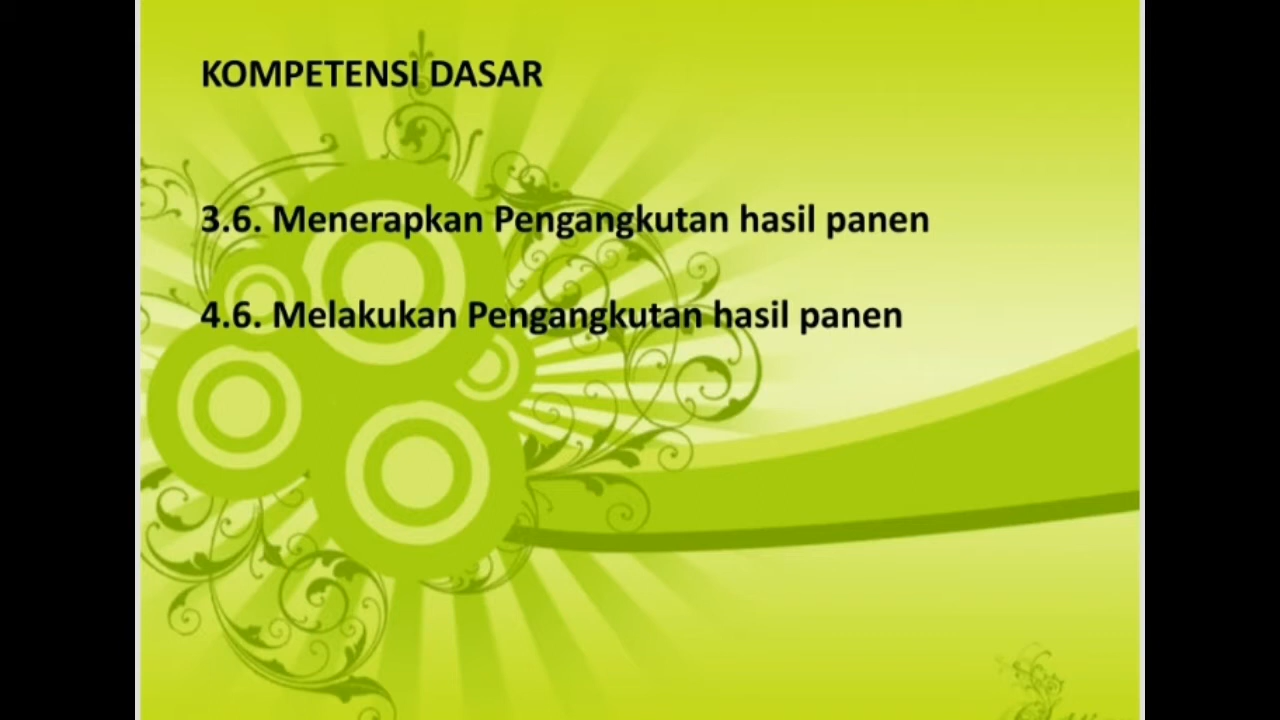 KOMPETENSI DASAR
3.6. Menerapkan Pengangkutan hasil panen
4.6. Melakukan Pengangkutan hasil panen